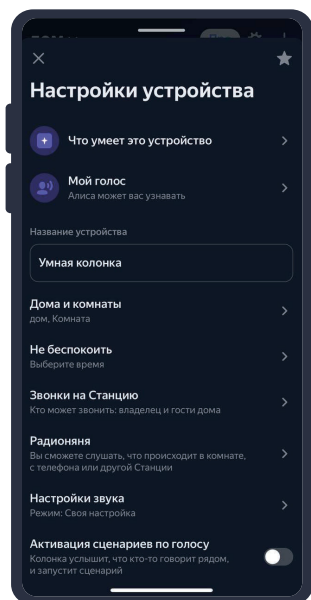 Настройки устройства
Что умеет это устройство
Мой голос
Алиса может вас узнавать
Название устройства
Умная колонка
Дома и комнаты
дом, Комната
Не беспокоить
Выберите время
Звонки на Станцию
Кто может звонить: владелец и гости дома
Радионяня
Вы сможете слушать, что происходит в комнате,
с телефона или другой Станции
Настройки звука
Режим: Своя настройка
Активация сценариев по голосу
Колонка услышит, что кто-то говорит рядом,
и запустит сценарий